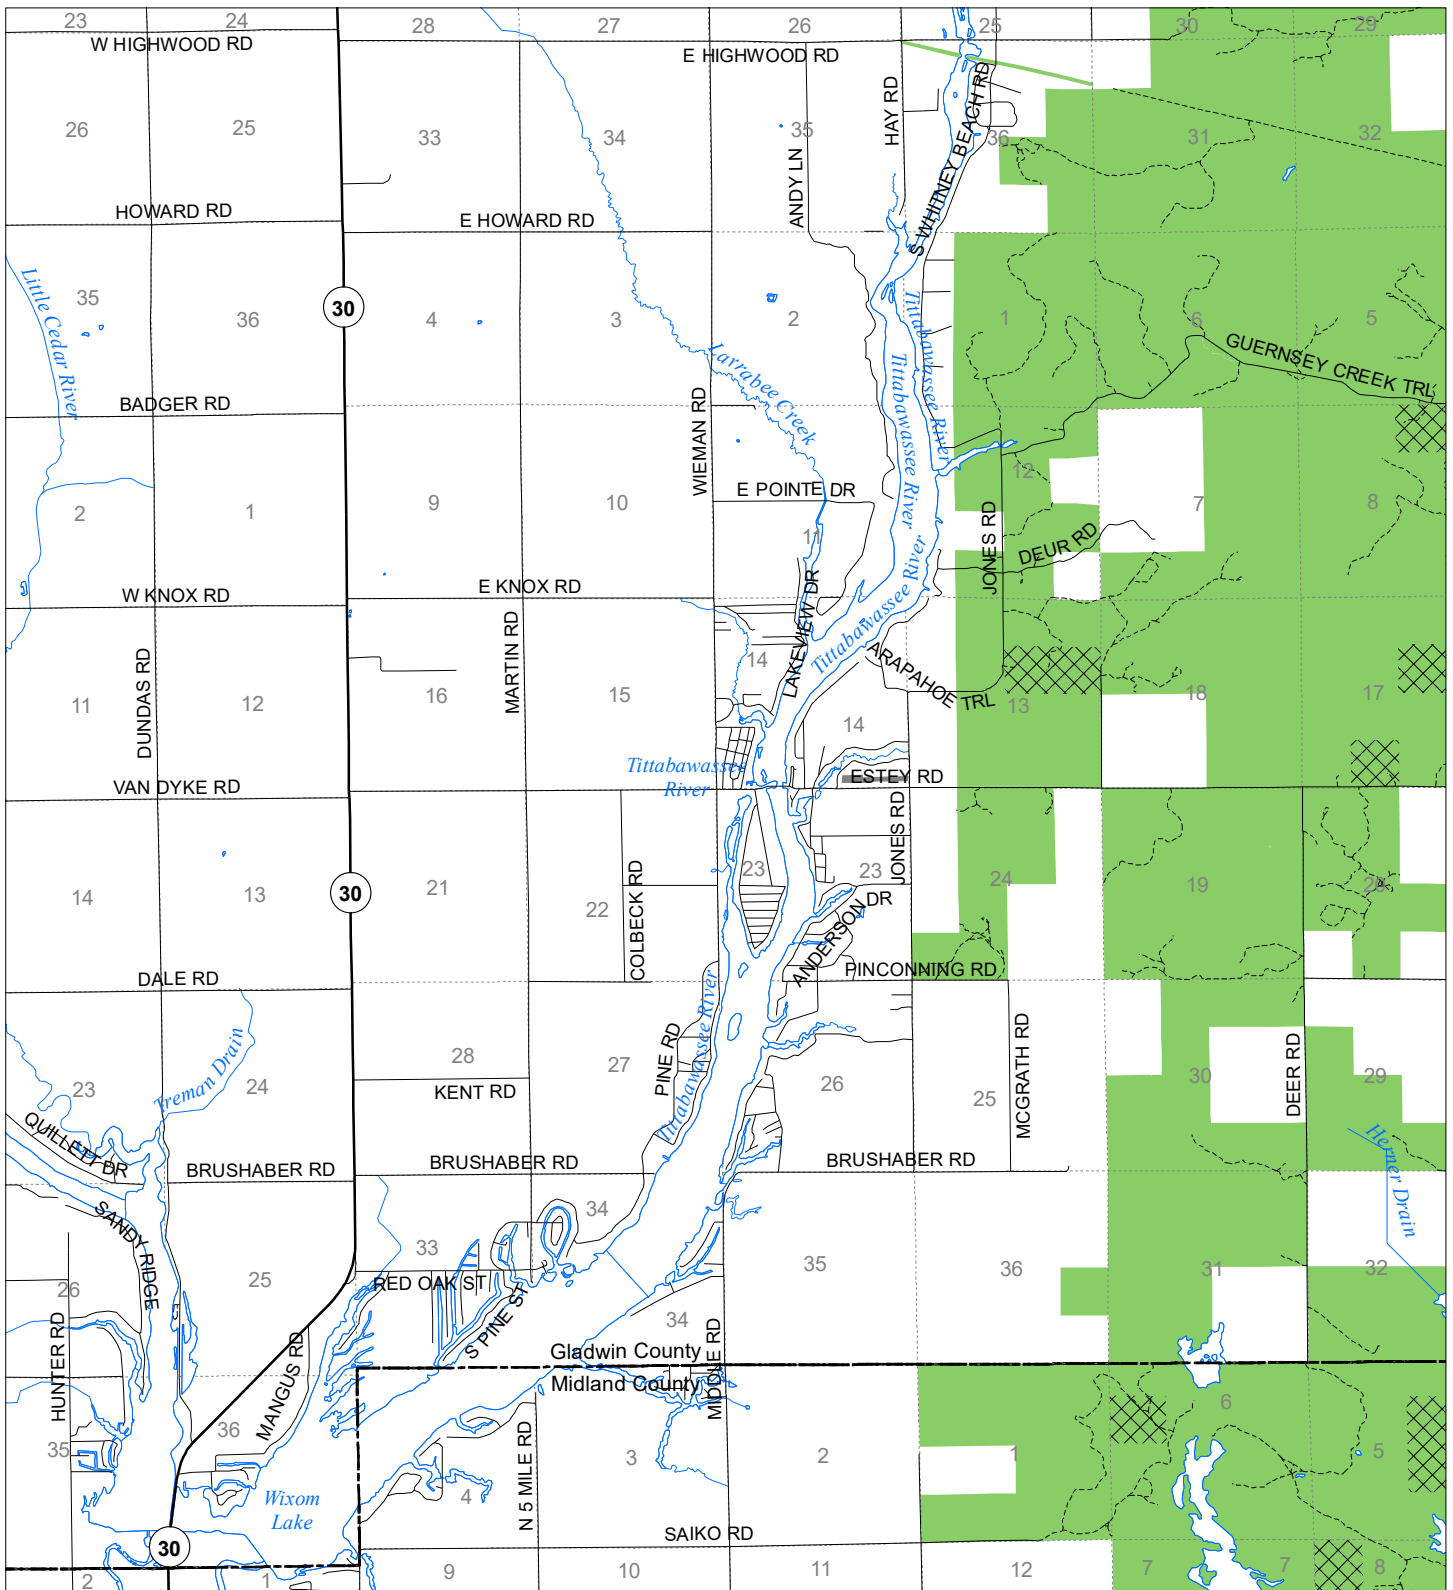 23
24
28
27
26
25
30
29
W HIGHWOOD RD
E HIGHWOOD RD
26
25
33
34
35
HAY RD
S WHITNEY BEACH RD
36
31
32
ANDY LN
HOWARD RD
E HOWARD RD
Little Cedar River
35
36
30
4
3
2
Tittabawassee River
Tittabawassee River
1
6
5
GUERNSEY CREEK TRL
Larrabee Creek
BADGER RD
WIEMAN RD
E POINTE DR
2
1
9
10
11
12
7
8
JONES RD
DEUR RD
W KNOX RD
E KNOX RD
LAKEVIEW DR
Tittabawassee River
MARTIN RD
DUNDAS RD
11
12
16
15
14
14
ARAPAHOE TRL
13
18
17
Tittabawassee
River
ESTEY RD
VAN DYKE RD
JONES RD
14
13
30
21
22
COLBECK RD
23
23
24
19
20
ANDERSON DR
DALE RD
PINCONNING RD
Treman Drain
Tittabawassee River
PINE RD
MCGRATH RD
DEER RD
23
24
28
27
26
25
30
29
KENT RD
QUILLETT DR
BRUSHABER RD
BRUSHABER RD
BRUSHABER RD
Herner Drain
SANDY RIDGE
34
33
35
36
31
32
26
25
RED OAK ST
S PINE ST
HUNTER RD
MANGUS RD
34
MIDDLE RD
Gladwin County
Midland County
35
36
N 5 MILE RD
3
2
1
6
5
4
Wixom
Lake
SAIKO RD
30
2
1
9
10
11
12
7
7
8